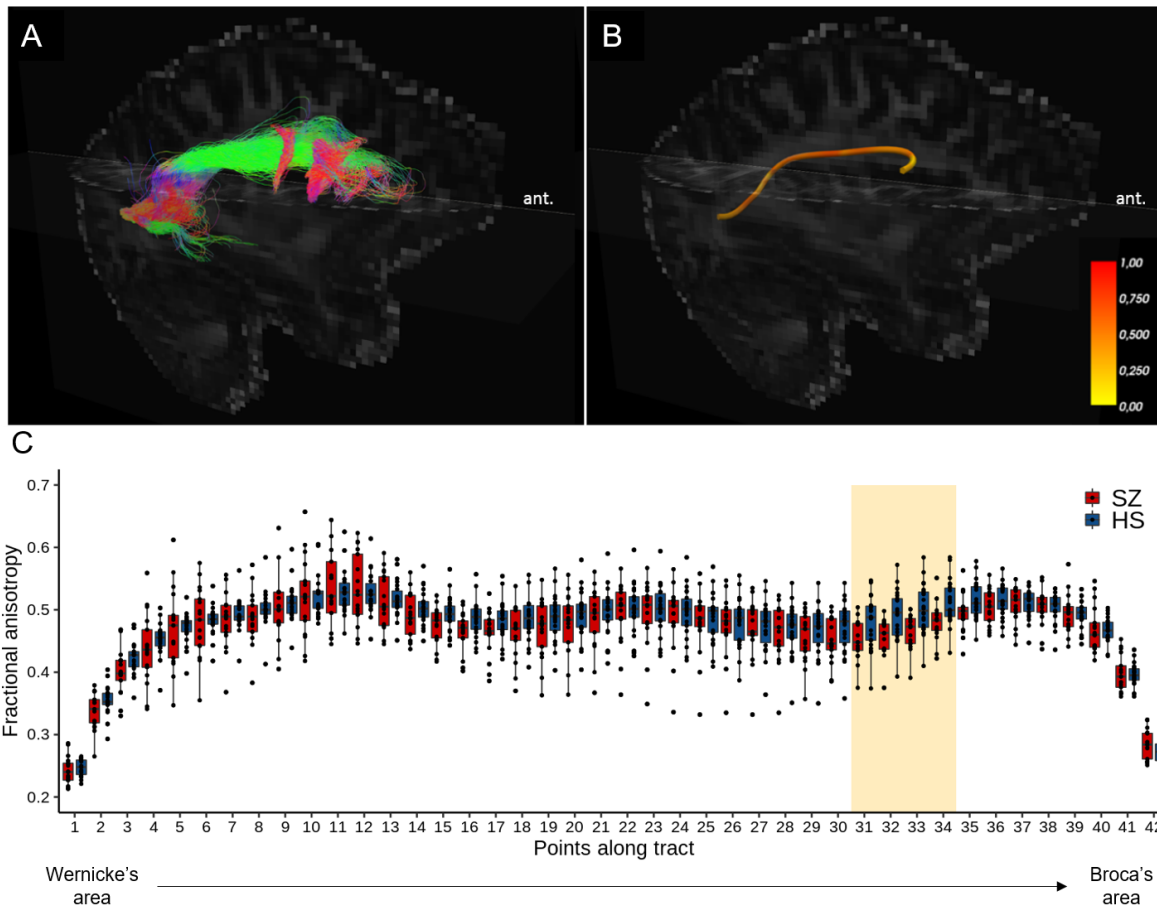 A
B
ant.
ant.
1,00
0,750
0,500
0,250
0,00
C
SZ
HS
Fractional anisotropy
0.7
0.6
0.5
0.4
0.3
0.2
1 2 3 4 5 6 7 8 9 10 11 12 13 14 15 16 17 18 19 20 21 22 23 24 25 26 27 28 29 30 31 32 33 34 35 36 37 38 39 40 41 42
Points along tract
Wernicke's
area
Broca's
area